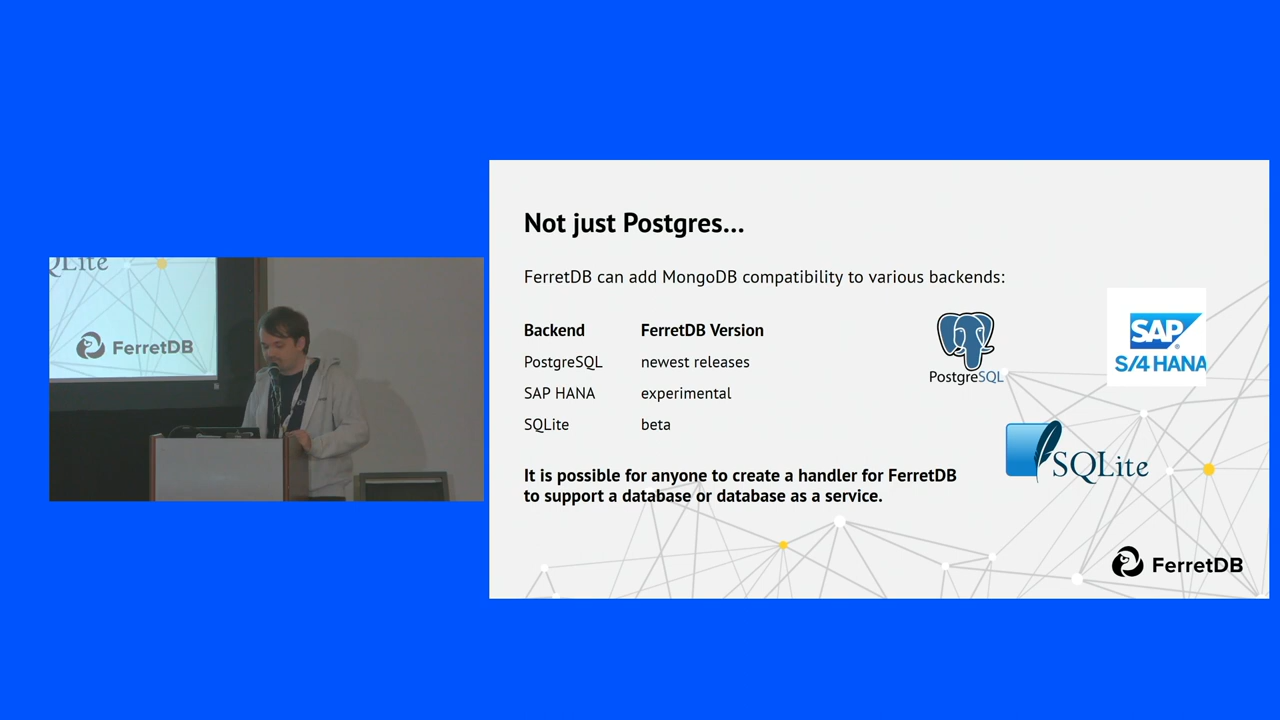 QLite
FerretDB
Not just Postgres...
FerretDB can add MongoDB compatibility to various backends:
Backend FerretDB Version
PostgreSQL newest releases
SAP HANA experimental
SQLite beta
It is possible for anyone to create a handler for FerretDB
to support a database or database as a service.
PostgreSQL
SAP
S/4 HANA
SQLite
FerretDB